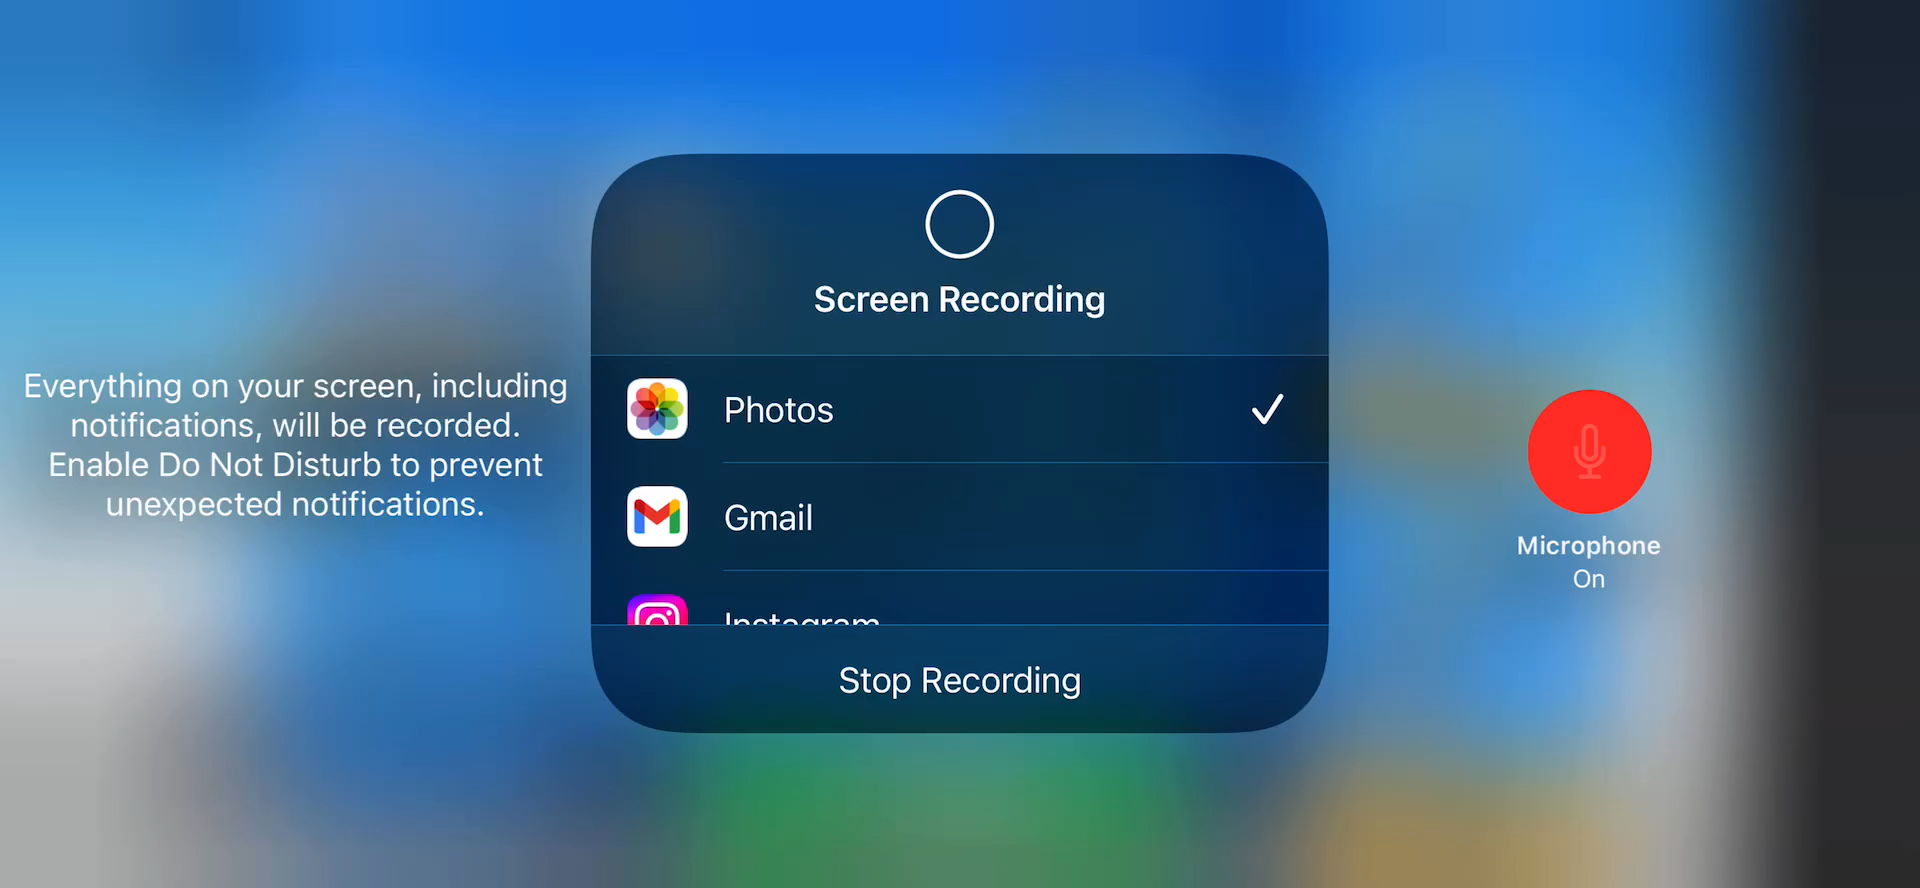 Everything on your screen, including
notifications, will be recorded.
Enable Do Not Disturb to prevent
unexpected notifications.
Screen Recording
Photos
Gmail
Instagram
Stop Recording
Microphone
On